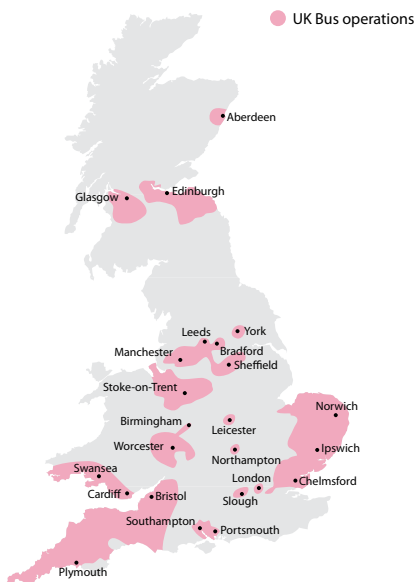 UK Bus operations
Aberdeen
Glasgow
Edinburgh
Leeds
York
Manchester
Bradford
Sheffield
Stoke-on-Trent
Norwich
Birmingham
Leicester
Worcester
Ipswich
Northampton
Swansea
London
Chelmsford
Cardiff
Bristol
Slough
Southampton
Portsmouth
Plymouth